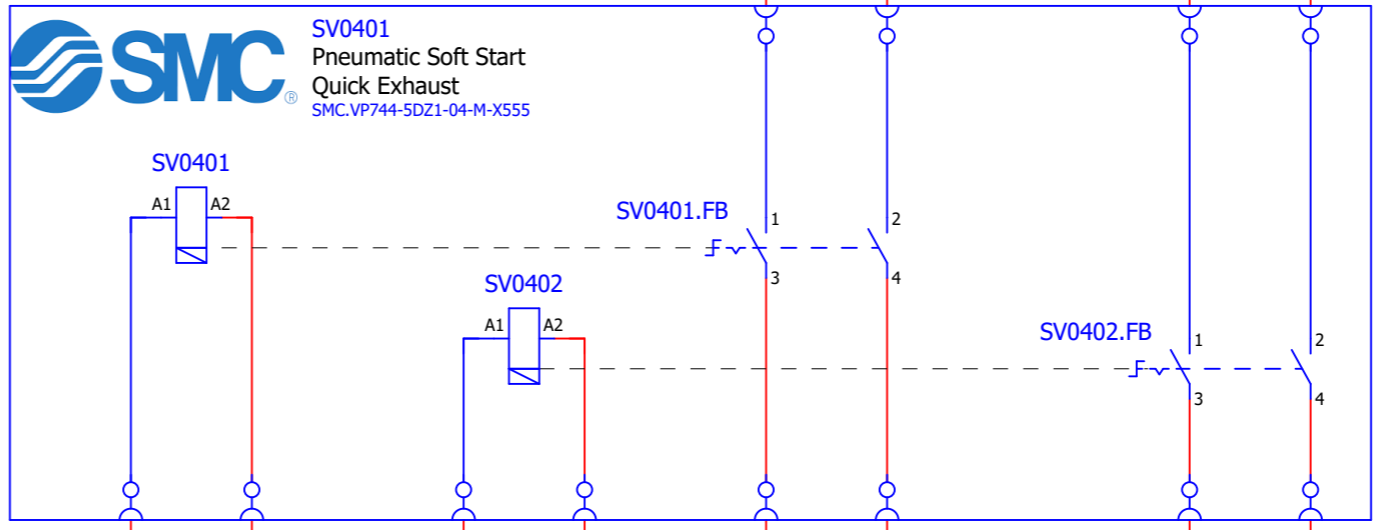 SMC®
SV0401
Pneumatic Soft Start
Quick Exhaust
SMC.VP744-5DZ1-04-M-X555
SV0401
A1 A2
SV0401.FB
1 2
3 4
SV0402
A1 A2
SV0402.FB
1 2
3 4